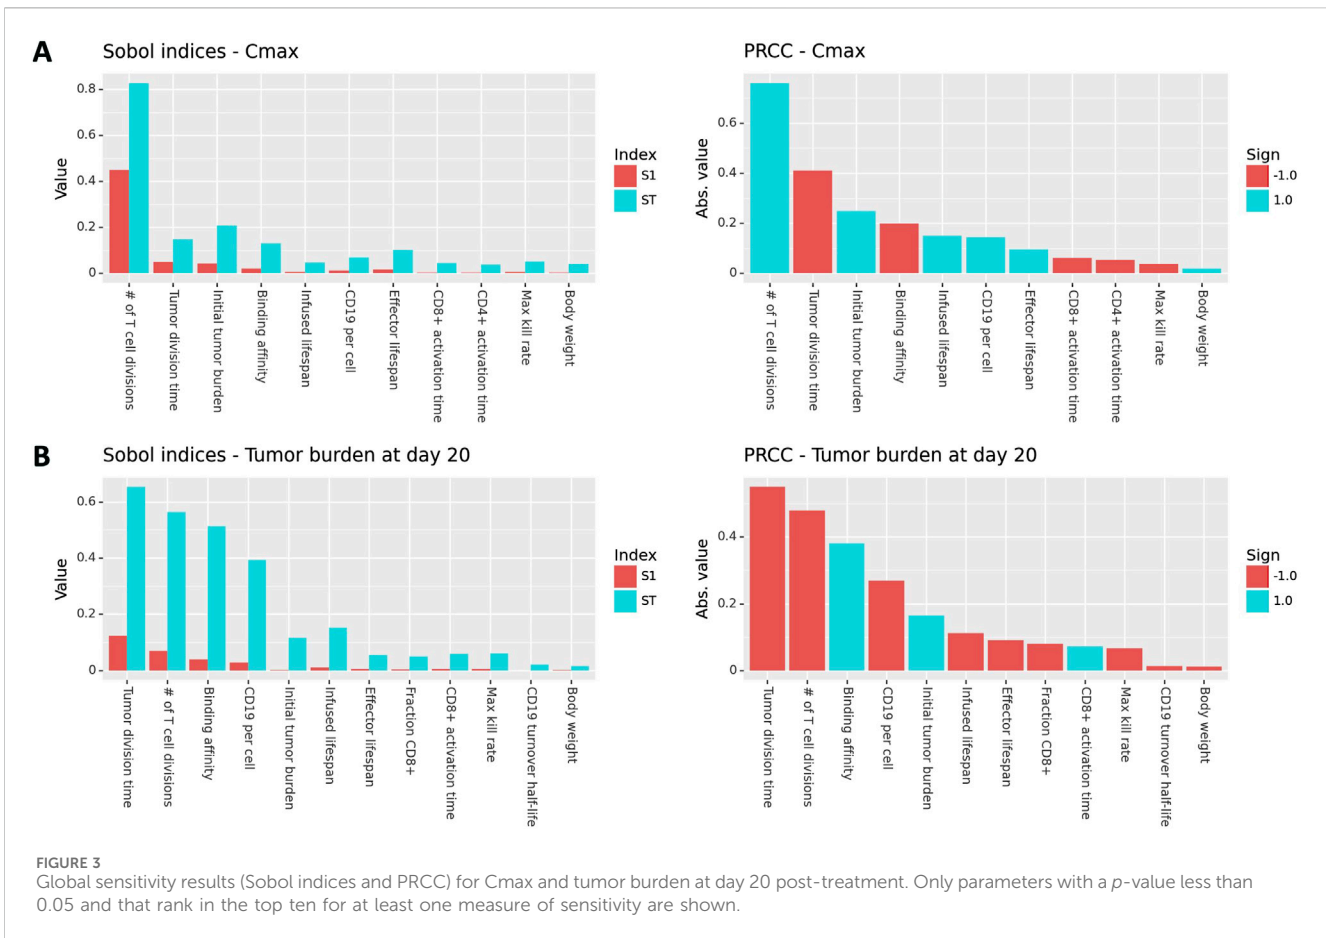 A
Sobol indices - Cmax
Value
0.8
0.6
0.4
0.2
0
# of T cell divisions
Tumor division time
Initial tumor burden
Binding affinity
Infused lifespan
CD19 per cell
Effector lifespan
CD8+ activation time
CD4+ activation time
Max kill rate
Body weight
Index
S1
ST
PRCC - Cmax
Abs. value
0.6
0.4
0.2
0
# of T cell divisions
Tumor division time
Initial tumor burden
Binding affinity
Infused lifespan
CD19 per cell
Effector lifespan
CD8+ activation time
CD4+ activation time
Max kill rate
Body weight
Sign
-1.0
1.0
B
Sobol indices - Tumor burden at day 20
Value
0.6
0.4
0.2
0
Tumor division time
# of T cell divisions
Binding affinity
CD19 per cell
Initial tumor burden
Infused lifespan
Effector lifespan
Fraction CD8+
CD8+ activation time
Max kill rate
CD19 turnover half-life
Body weight
Index
S1
ST
PRCC - Tumor burden at day 20
Abs. value
0.4
0.2
0
Tumor division time
# of T cell divisions
Binding affinity
CD19 per cell
Initial tumor burden
Infused lifespan
Effector lifespan
Fraction CD8+
CD8+ activation time
Max kill rate
CD19 turnover half-life
Body weight
Sign
-1.0
1.0
FIGURE 3
Global sensitivity results (Sobol indices and PRCC) for Cmax and tumor burden at day 20 post-treatment. Only parameters with a p-value less than
0.05 and that rank in the top ten for at least one measure of sensitivity are shown.